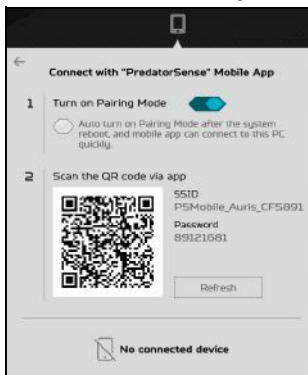 Connect with "PredatorSense" Mobile App
1 Turn on Pairing Mode
Auto turn on Pairing Mode after the system
reboot, and mobile app can connect to this PC
quickly.
2 Scan the QR code via app
SSID
PSMobile_Auris_CF5891
Password
89121681
Refresh
No connected device